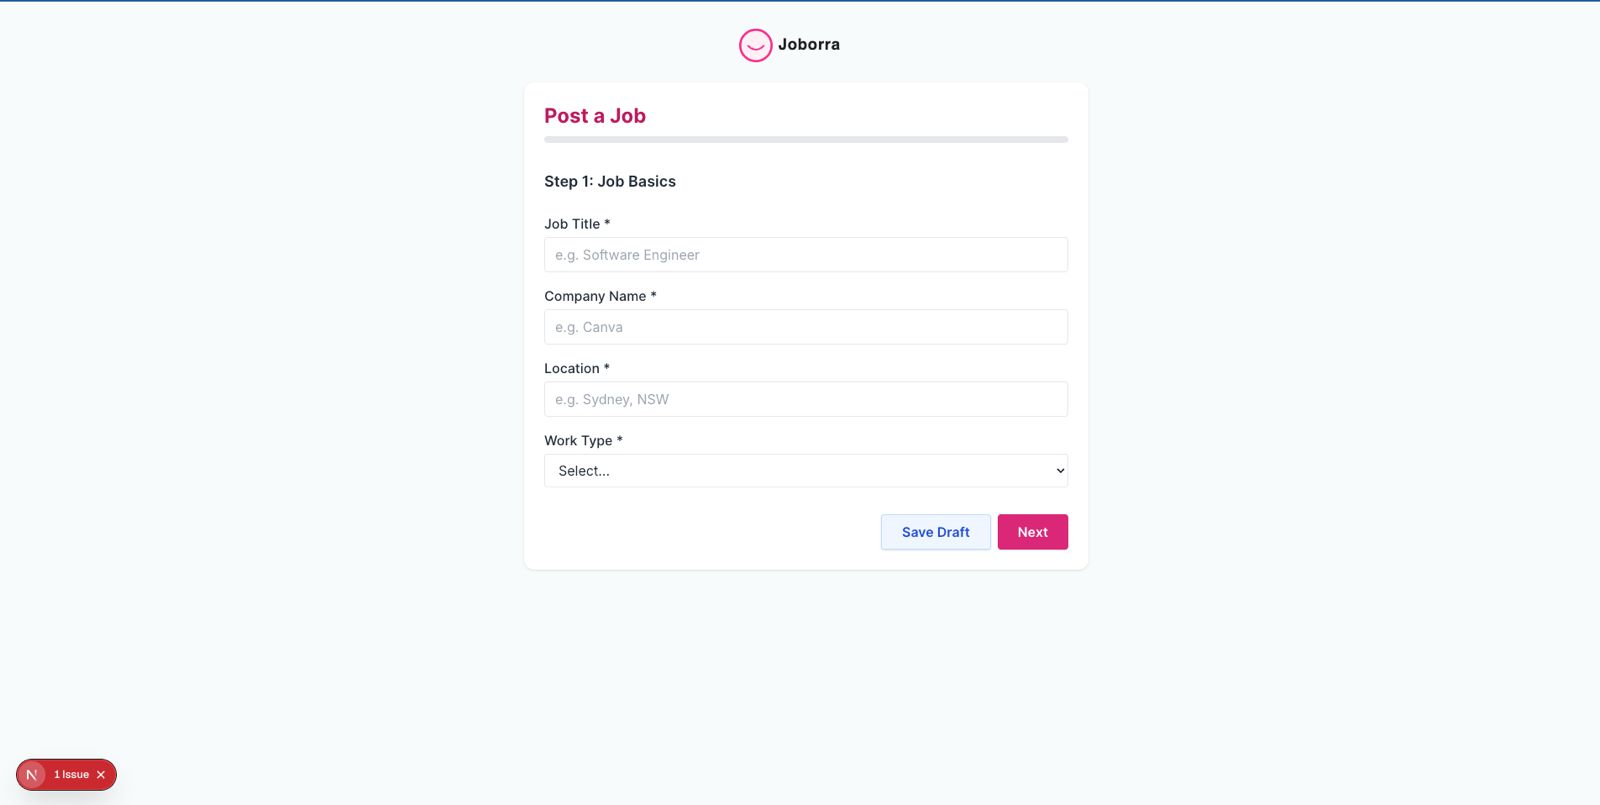 Joborra
Post a Job
Step 1: Job Basics
Job Title *
e.g. Software Engineer
Company Name *
e.g. Canva
Location *
e.g. Sydney, NSW
Work Type *
Select...
Save Draft
Next
N 1 Issue